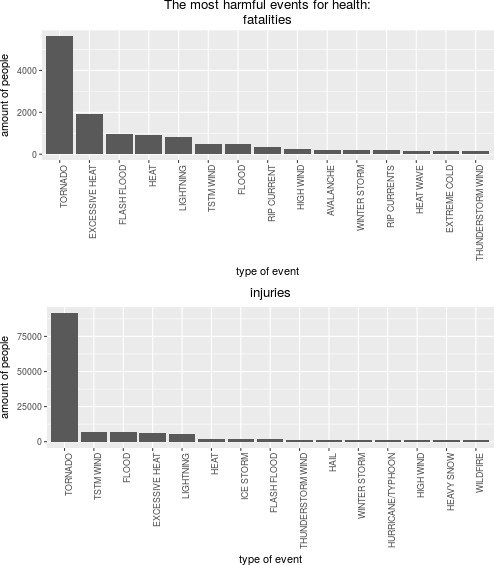 The most harmful events for health:
fatalities
amount of people
4000
2000
0
TORNADO
EXCESSIVE HEAT
FLASH FLOOD
HEAT
LIGHTNING
TSTM WIND
FLOOD
RIP CURRENT
HIGH WIND
AVALANCHE
WINTER STORM
RIP CURRENTS
HEAT WAVE
EXTREME COLD
THUNDERSTORM WIND
type of event
injuries
amount of people
75000
50000
25000
0
TORNADO
TSTM WIND
FLOOD
EXCESSIVE HEAT
LIGHTNING
HEAT
ICE STORM
FLASH FLOOD
THUNDERSTORM WIND
HAIL
WINTER STORM
HURRICANE/TYPHOON
HIGH WIND
HEAVY SNOW
WILDFIRE
type of event